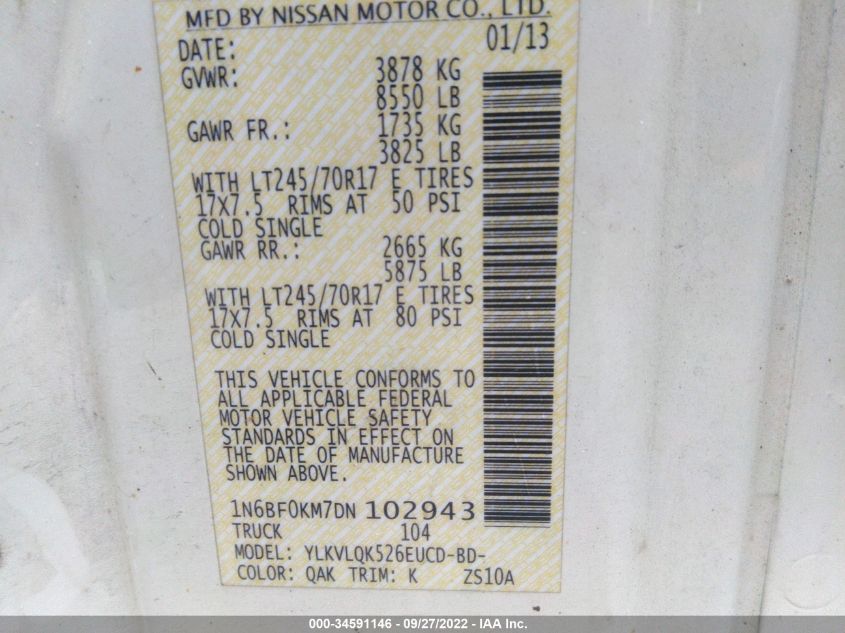 MFD BY NISSAN MOTOR CO., LTD.
DATE: 01/13
GVWR: 3878 KG
8550 LB
GAWR FR.: 1735 KG
3825 LB
WITH LT245/70R17 E TIRES
17X7.5 RIMS AT 50 PSI
COLD SINGLE
GAWR RR.: 2665 KG
5875 LB
WITH LT245/70R17 E TIRES
17X7.5 RIMS AT 80 PSI
COLD SINGLE
THIS VEHICLE CONFORMS TO
ALL APPLICABLE FEDERAL
MOTOR VEHICLE SAFETY
STANDARDS IN EFFECT ON
THE DATE OF MANUFACTURE
SHOWN ABOVE.
1N6BF0KM7DN 102943
TRUCK 104
MODEL: YLKVLQK526EUCD-BD-
COLOR: QAK TRIM: K ZS10A
000-34591146 - 09/27/2022 - IAA Inc.